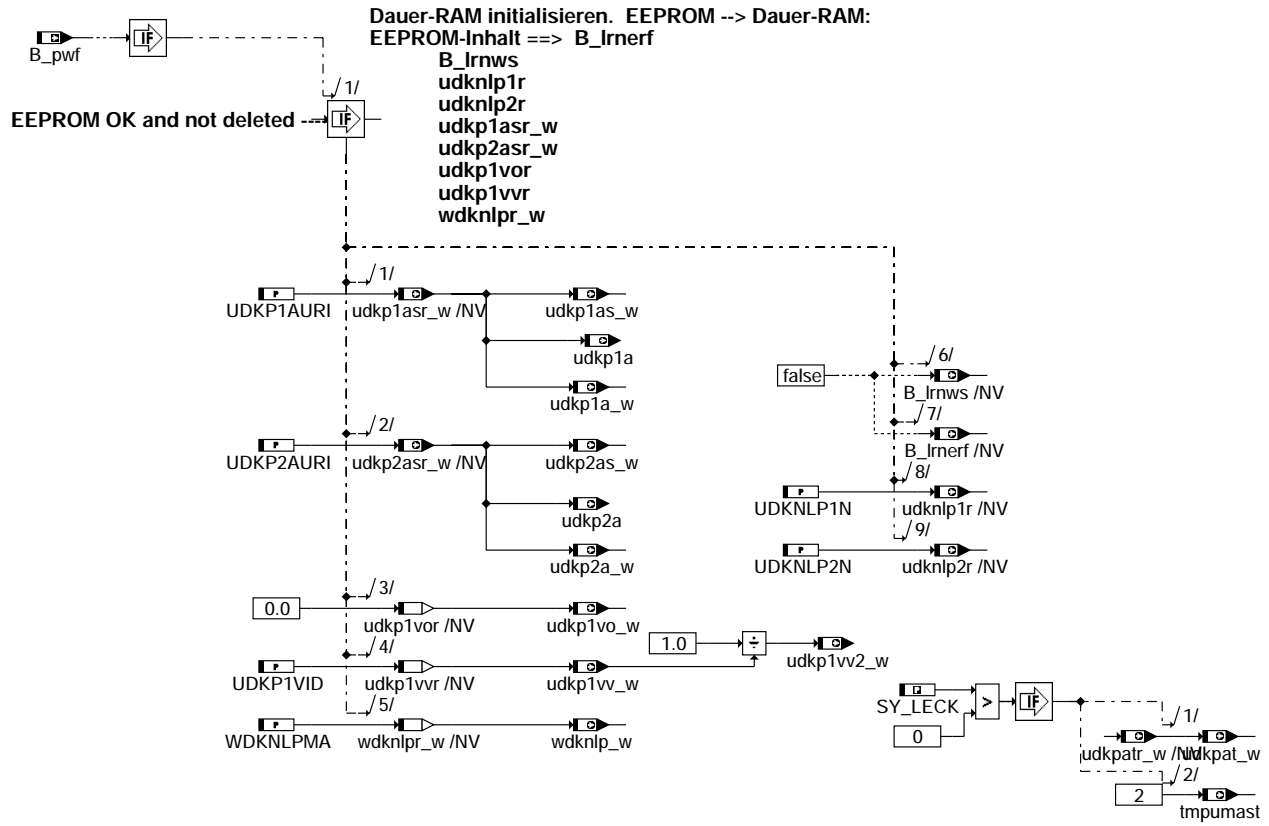 Dauer-RAM initialisieren. EEPROM --> Dauer-RAM:
EEPROM-Inhalt ==> B_lrnerf
B_lrnws
udknlp1r
udknlp2r
udkp1asr_w
udkp2asr_w
udkp1vor
udkp1vvr
wdknlpr_w
IF
B_pwf
/1/
EEPROM OK and not deleted
IF
/1/
P
UDKP1AURI
udkp1asr_w /NV
udkp1as_w
udkp1a
udkp1a_w
/2/
P
UDKP2AURI
udkp2asr_w /NV
udkp2as_w
udkp2a
udkp2a_w
/3/
0.0
udkp1vor /NV
udkp1vo_w
/4/
P
UDKP1VID
udkp1vvr /NV
udkp1vv_w
1.0
÷
udkp1vv2_w
/5/
P
WDKNLPMA
wdknlpr_w /NV
wdknlp_w
/6/
false
B_lrnws /NV
/7/
B_lrnerf /NV
/8/
P
UDKNLP1N
udknlp1r /NV
/9/
P
UDKNLP2N
udknlp2r /NV
SY_LECK
>
IF
0
/1/
udkpatr_w /NV
udkpat_w
/2/
2
tmpumast